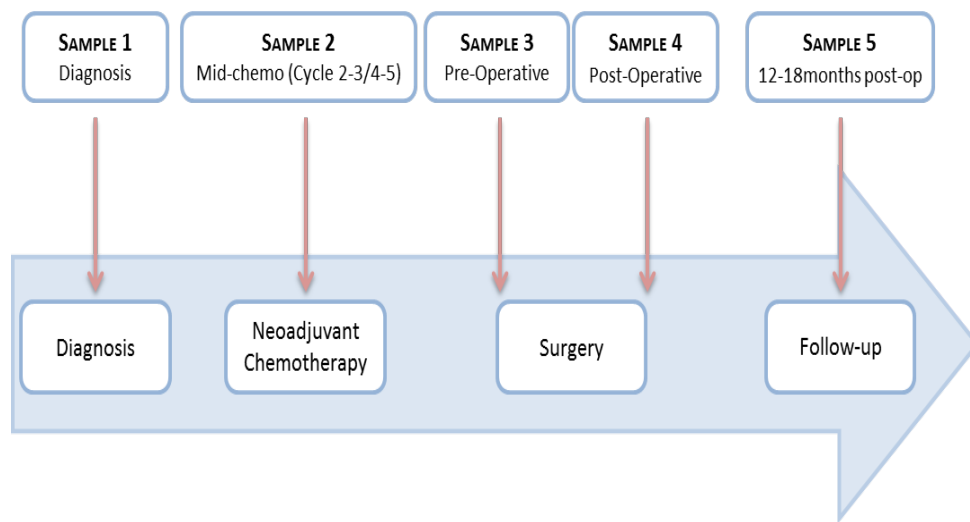 SAMPLE 1
Diagnosis
SAMPLE 2
Mid-chemo (Cycle 2-3/4-5)
SAMPLE 3
Pre-Operative
SAMPLE 4
Post-Operative
SAMPLE 5
12-18months post-op
Diagnosis
Neoadjuvant
Chemotherapy
Surgery
Follow-up